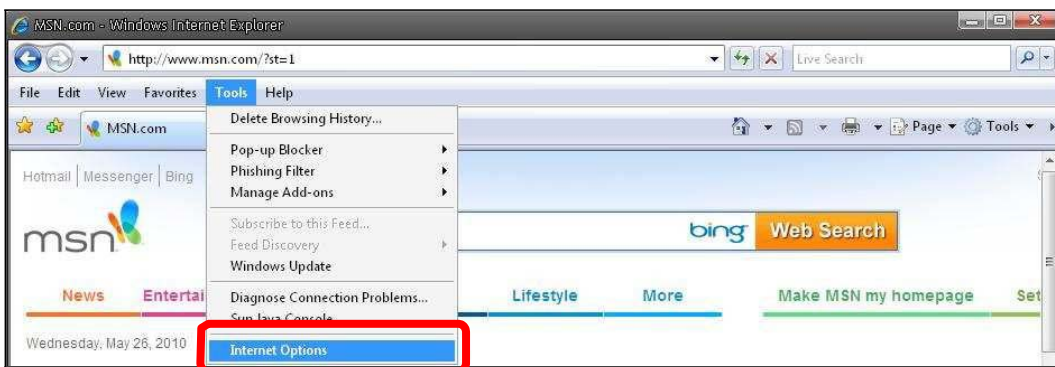 MSN.com - Windows Internet Explorer
http://www.msn.com/?st=1
Live Search
File Edit View Favorites Tools Help
MSN.com
Page Tools
Delete Browsing History...
Pop-up Blocker
Phishing Filter
Manage Add-ons
Subscribe to this Feed...
Feed Discovery
Windows Update
Diagnose Connection Problems...
Sun Java Console
Internet Options
Hotmail Messenger Bing
msn
bing Web Search
News Entertai Lifestyle More Make MSN my homepage Set
Wednesday, May 26, 2010